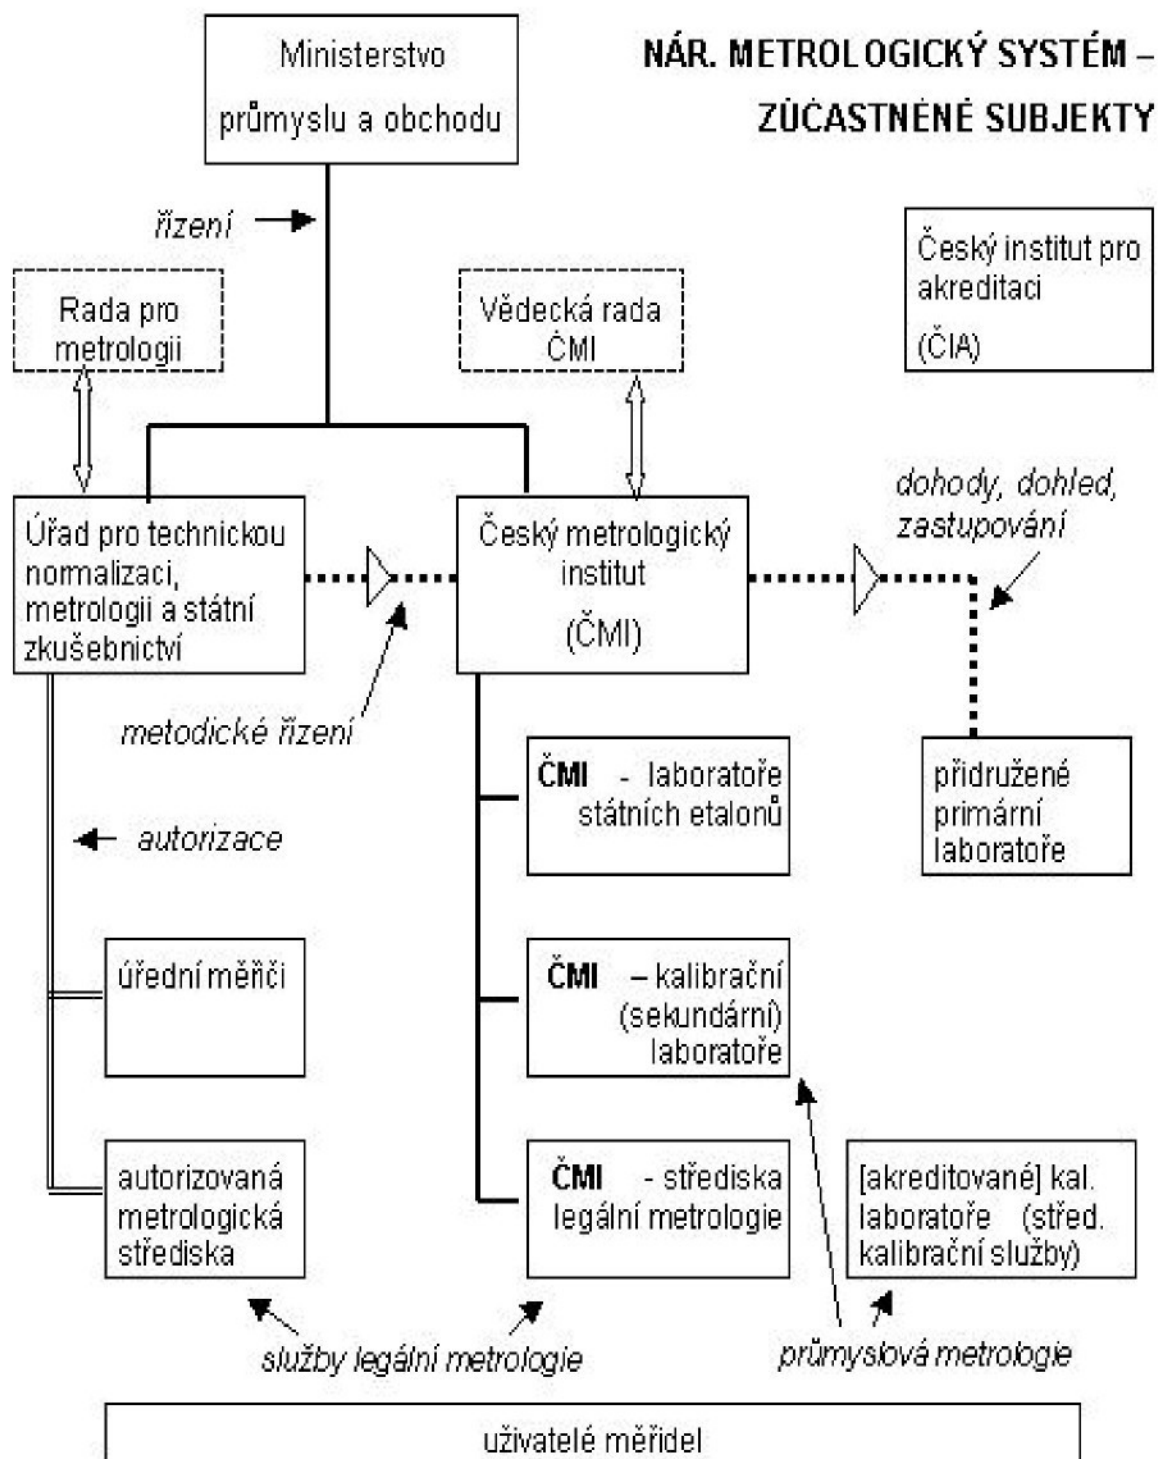 Ministerstvo
průmyslu a obchodu
NÁR. METROLOGICKÝ SYSTÉM –
ZÚČASTNĚNÉ SUBJEKTY
řízení
Český institut pro
akreditaci
(ČIA)
Rada pro
metrologii
Vědecká rada
ČMI
dohody, dohled,
zastupování
Úřad pro technickou
normalizaci,
metrologii a státní
zkušebnictví
Český metrologický
institut
(ČMI)
metodické řízení
ČMI - laboratoře
státních etalonů
přidružené
primární
laboratoře
autorizace
úřední měřiči
ČMI – kalibrační
(sekundární)
laboratoře
autorizovaná
metrologická
střediska
ČMI - střediska
legální metrologie
[akreditované] kal.
laboratoře (střed.
kalibrační služby)
služby legální metrologie
průmyslová metrologie
uživatelé měřidel